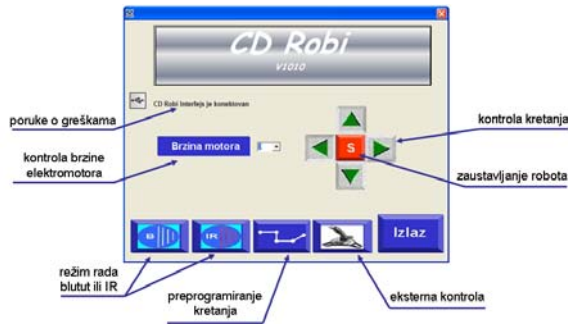 CD Robi
V1010
CD Robi Interfejs je konektovan
poruke o greškama
kontrola kretanja
Brzina motora
S
kontrola brzine
elektromotora
zaustavljanje robota
B
IR
Izlaz
režim rada
blutut ili IR
preprogramiranje
kretanja
eksterna kontrola